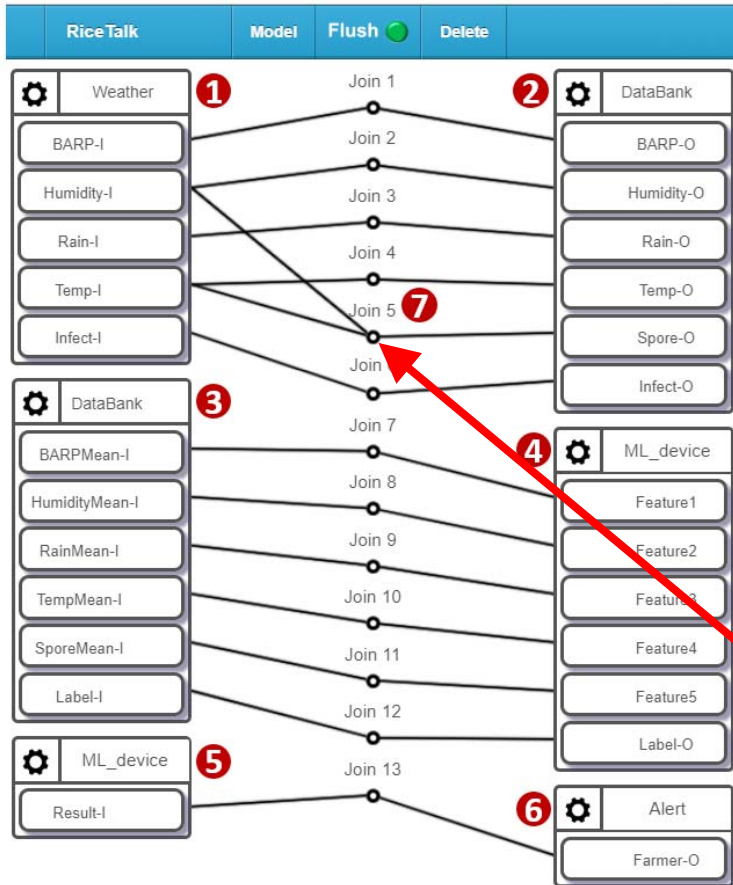 RiceTalk Model Flush Delete
Weather 1
BARP-I
Humidity-I
Rain-I
Temp-I
Infect-I
Join 1
Join 2
Join 3
Join 4
Join 5 7
Join
2 DataBank
BARP-O
Humidity-O
Rain-O
Temp-O
Spore-O
Infect-O
DataBank 3
BARPMean-I
HumidityMean-I
RainMean-I
TempMean-I
SporeMean-I
Label-I
Join 7
Join 8
Join 9
Join 10
Join 11
Join 12
4 ML_device
Feature1
Feature2
Feature3
Feature4
Feature5
Label-O
ML_device 5
Result-I
Join 13
6 Alert
Farmer-O